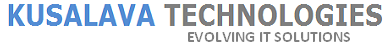 KUSALAVA TECHNOLOGIES
EVOLVING IT SOLUTIONS